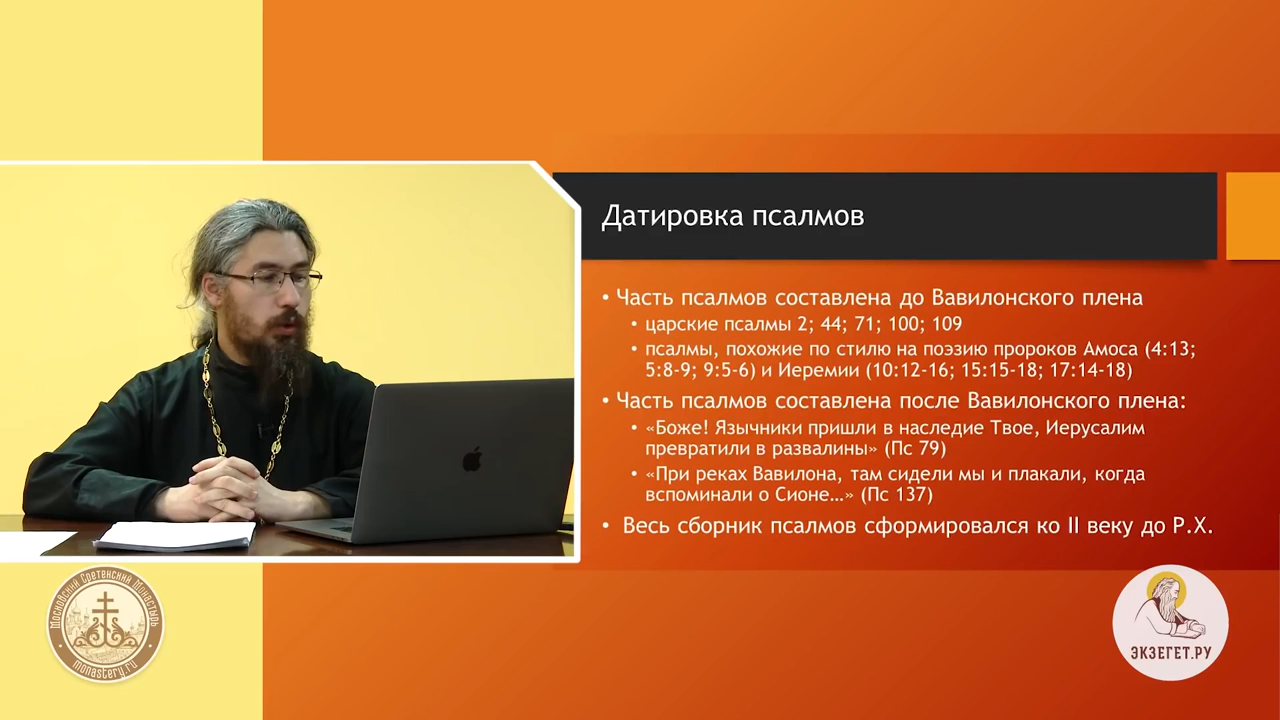 Датировка псалмов
• Часть псалмов составлена до Вавилонского плена
• царские псалмы 2; 44; 71; 100; 109
• псалмы, похожие по стилю на поэзию пророков Амоса (4:13;
5:8-9; 9:5-6) и Иеремии (10:12-16; 15:15-18; 17:14-18)
• Часть псалмов составлена после Вавилонского плена:
• «Боже! Язычники пришли в наследие Твое, Иерусалим
превратили в развалины» (Пс 79)
• «При реках Вавилона, там сидели мы и плакали, когда
вспоминали о Сионе…» (Пс 137)
• Весь сборник псалмов сформировался ко II веку до Р.Х.
Московский Сретенский Монастырь
monastery.ru
ЭКЗЕГЕТ.РУ